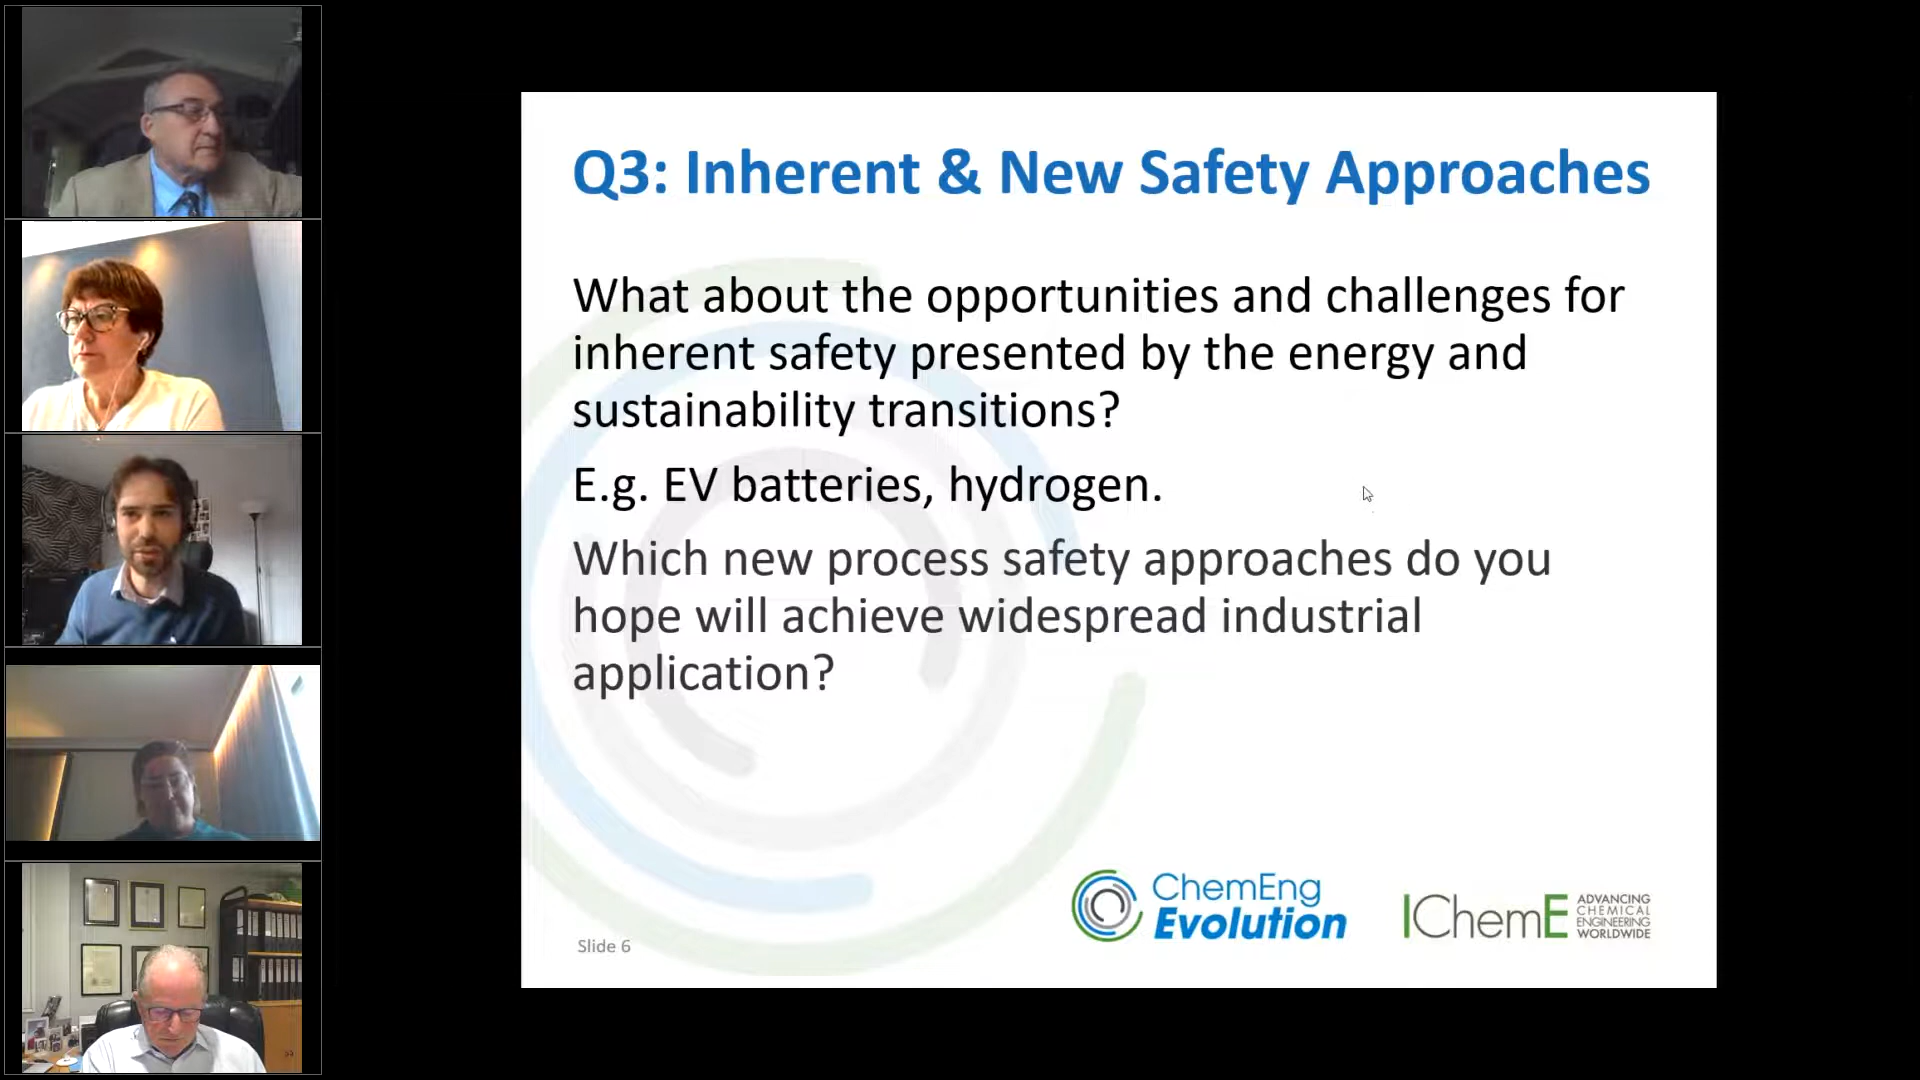 Q3: Inherent & New Safety Approaches
What about the opportunities and challenges for
inherent safety presented by the energy and
sustainability transitions?
E.g. EV batteries, hydrogen.
Which new process safety approaches do you
hope will achieve widespread industrial
application?
Slide 6
ChemEng
Evolution
IChemE
ADVANCING
CHEMICAL
ENGINEERING
WORLDWIDE